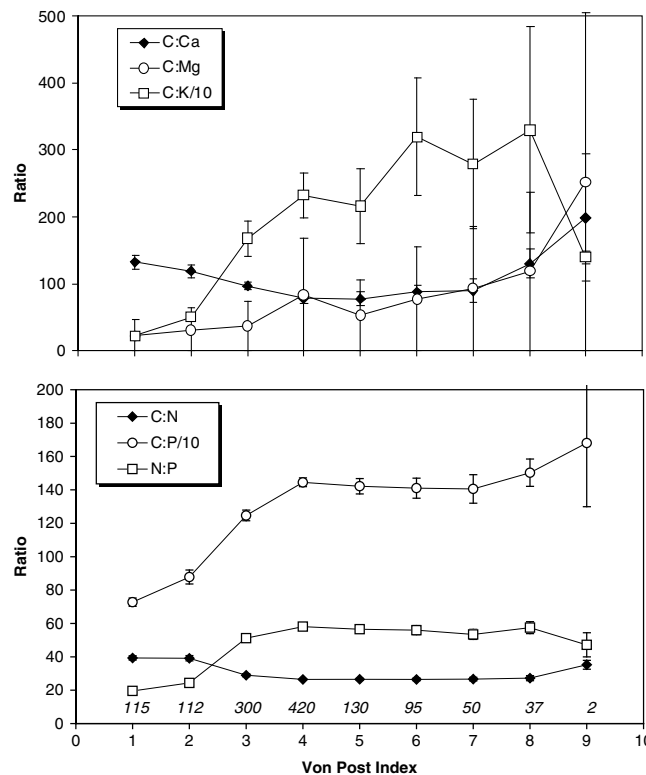 500
400
300
200
100
0
Ratio
C:Ca
C:Mg
C:K/10
200
180
160
140
120
100
80
60
40
20
0
Ratio
C:N
C:P/10
N:P
115 112 300 420 130 95 50 37 2
0 1 2 3 4 5 6 7 8 9 10
Von Post Index